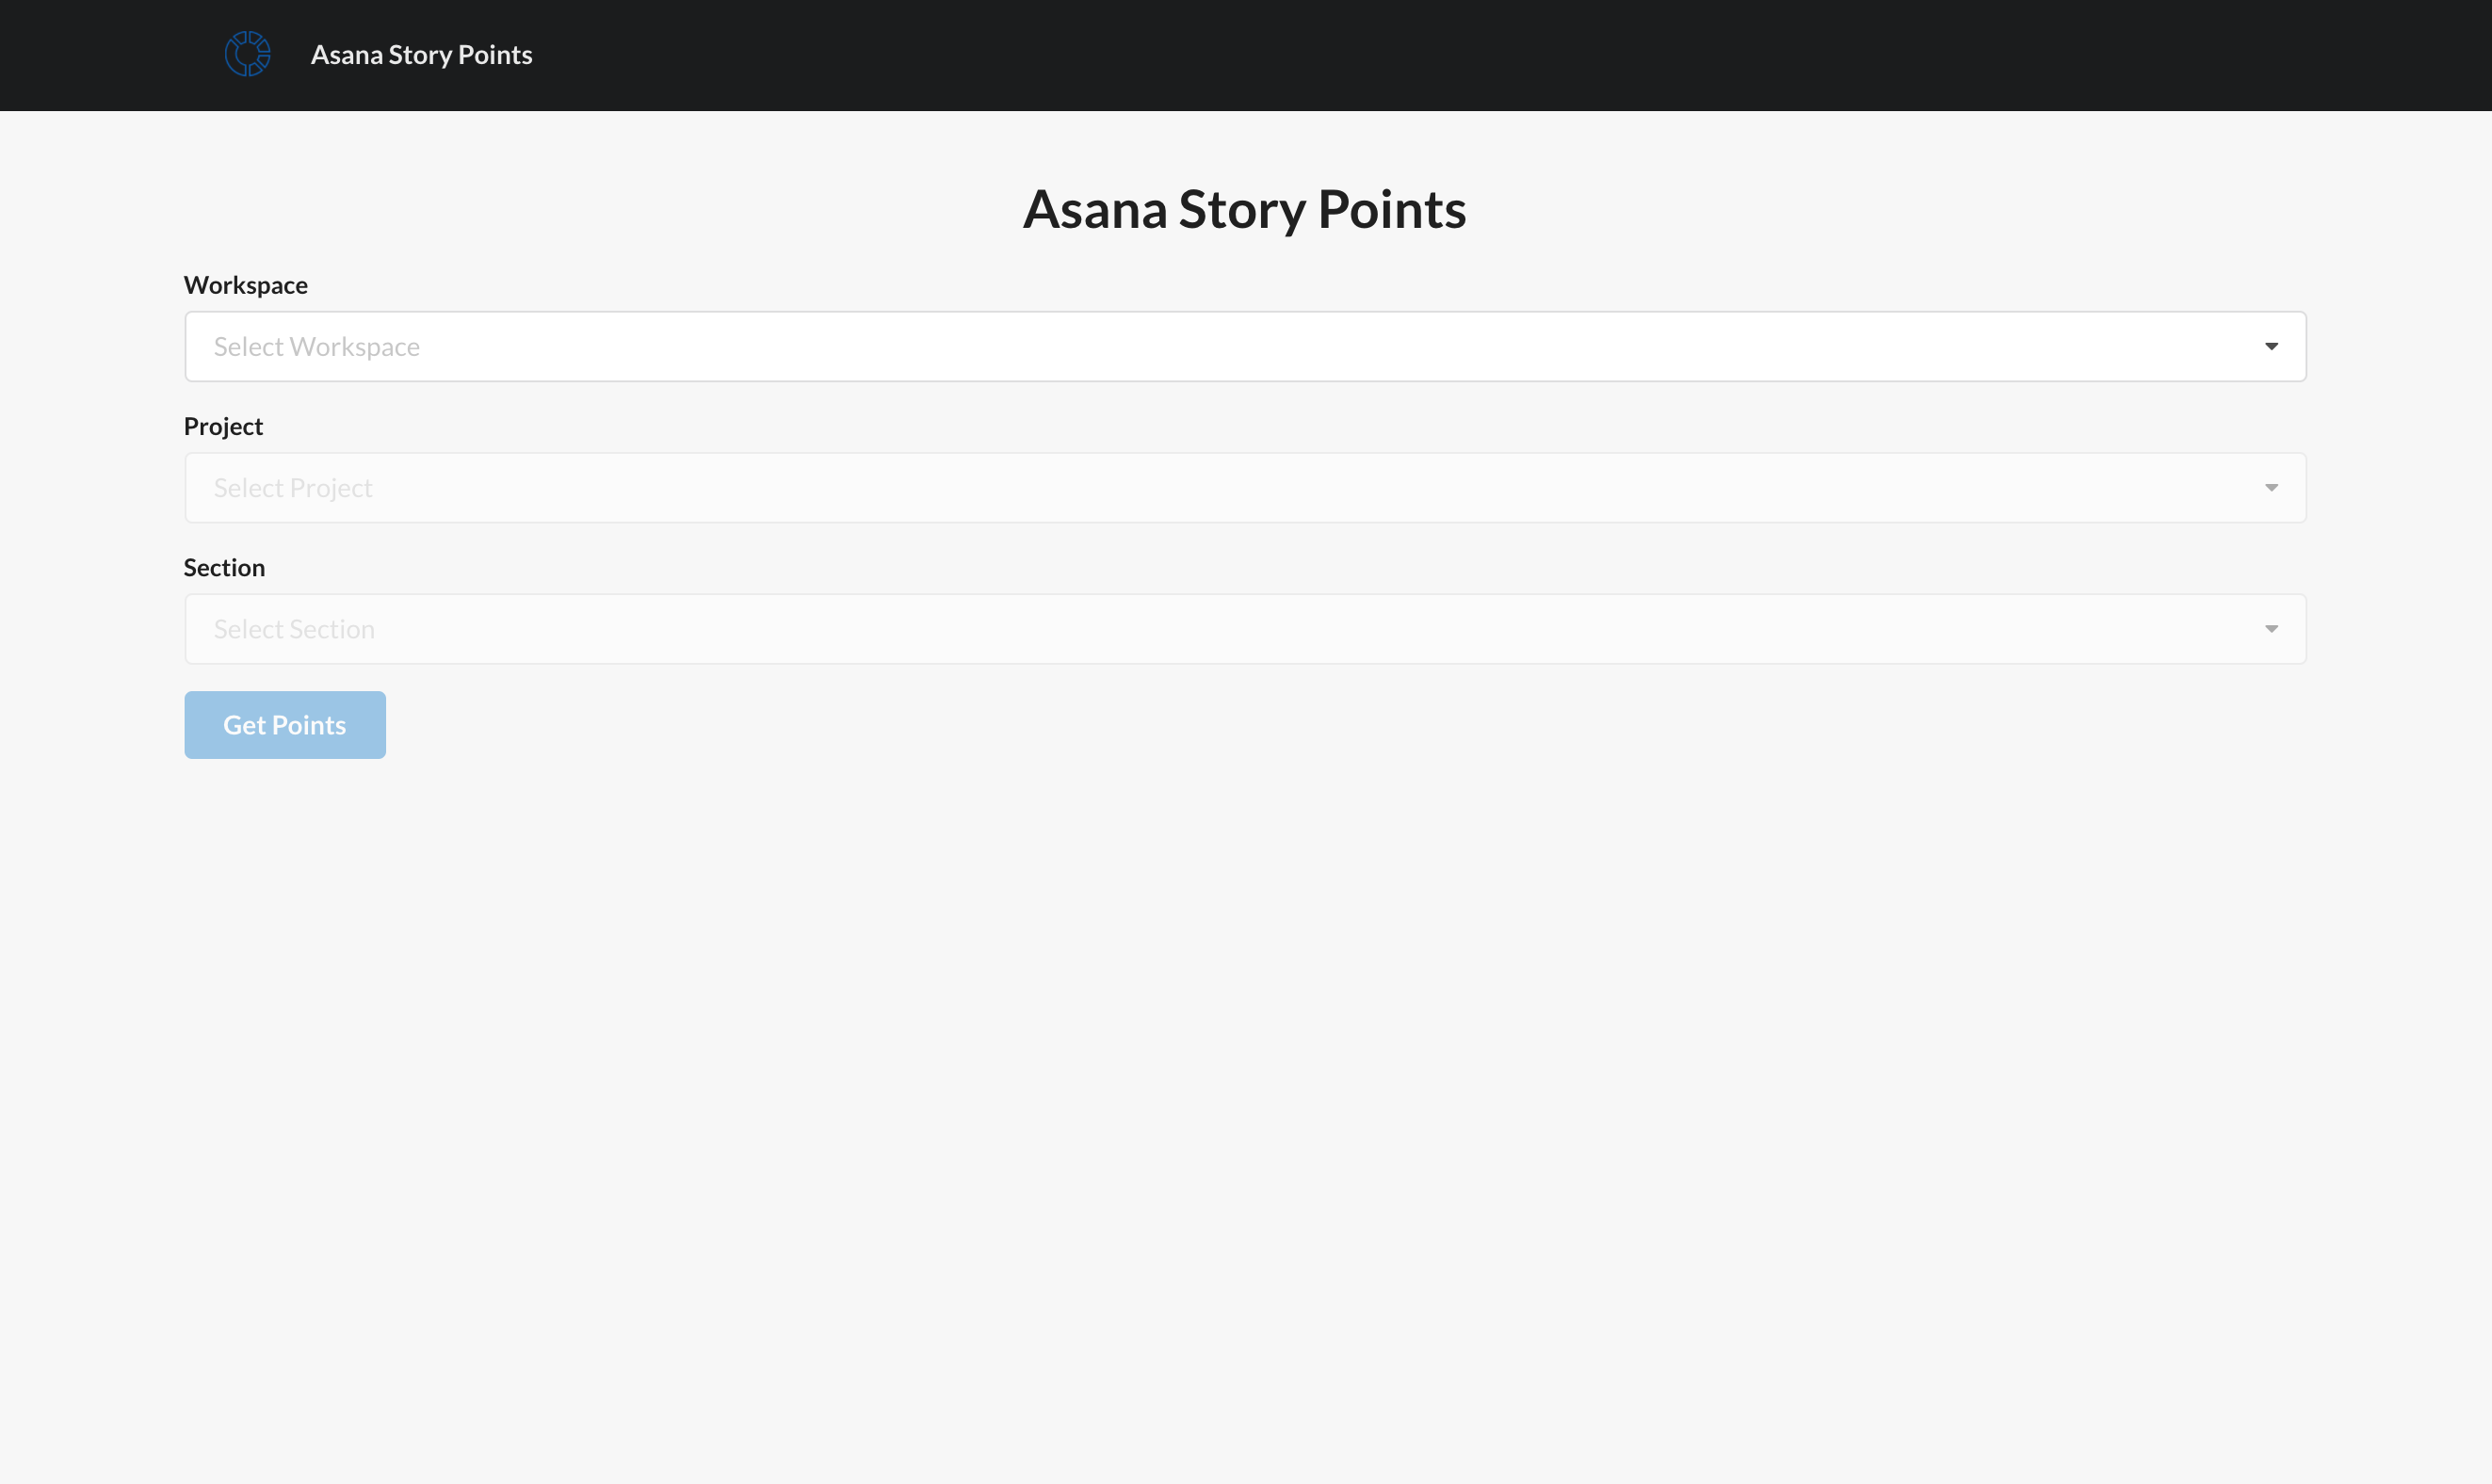 Asana Story Points
Asana Story Points
Workspace
Select Workspace
Project
Select Project
Section
Select Section
Get Points